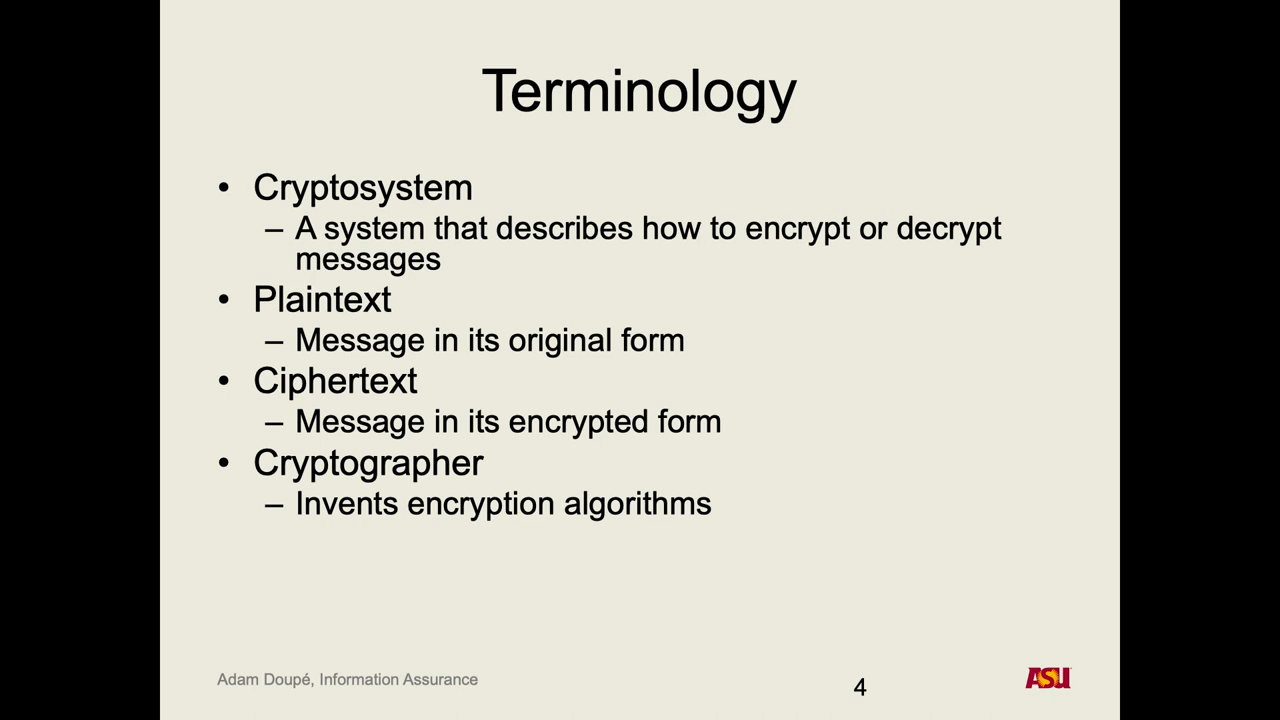 Terminology
• Cryptosystem
– A system that describes how to encrypt or decrypt
messages
• Plaintext
– Message in its original form
• Ciphertext
– Message in its encrypted form
• Cryptographer
– Invents encryption algorithms
Adam Doupé, Information Assurance
4
ASU